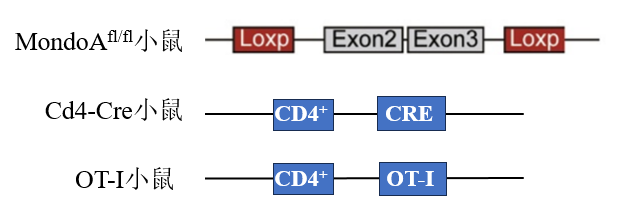 MondoA^fl/fl小鼠 Loxp Exon2 Exon3 Loxp
Cd4-Cre小鼠 CD4⁺ CRE
OT-I小鼠 CD4⁺ OT-I